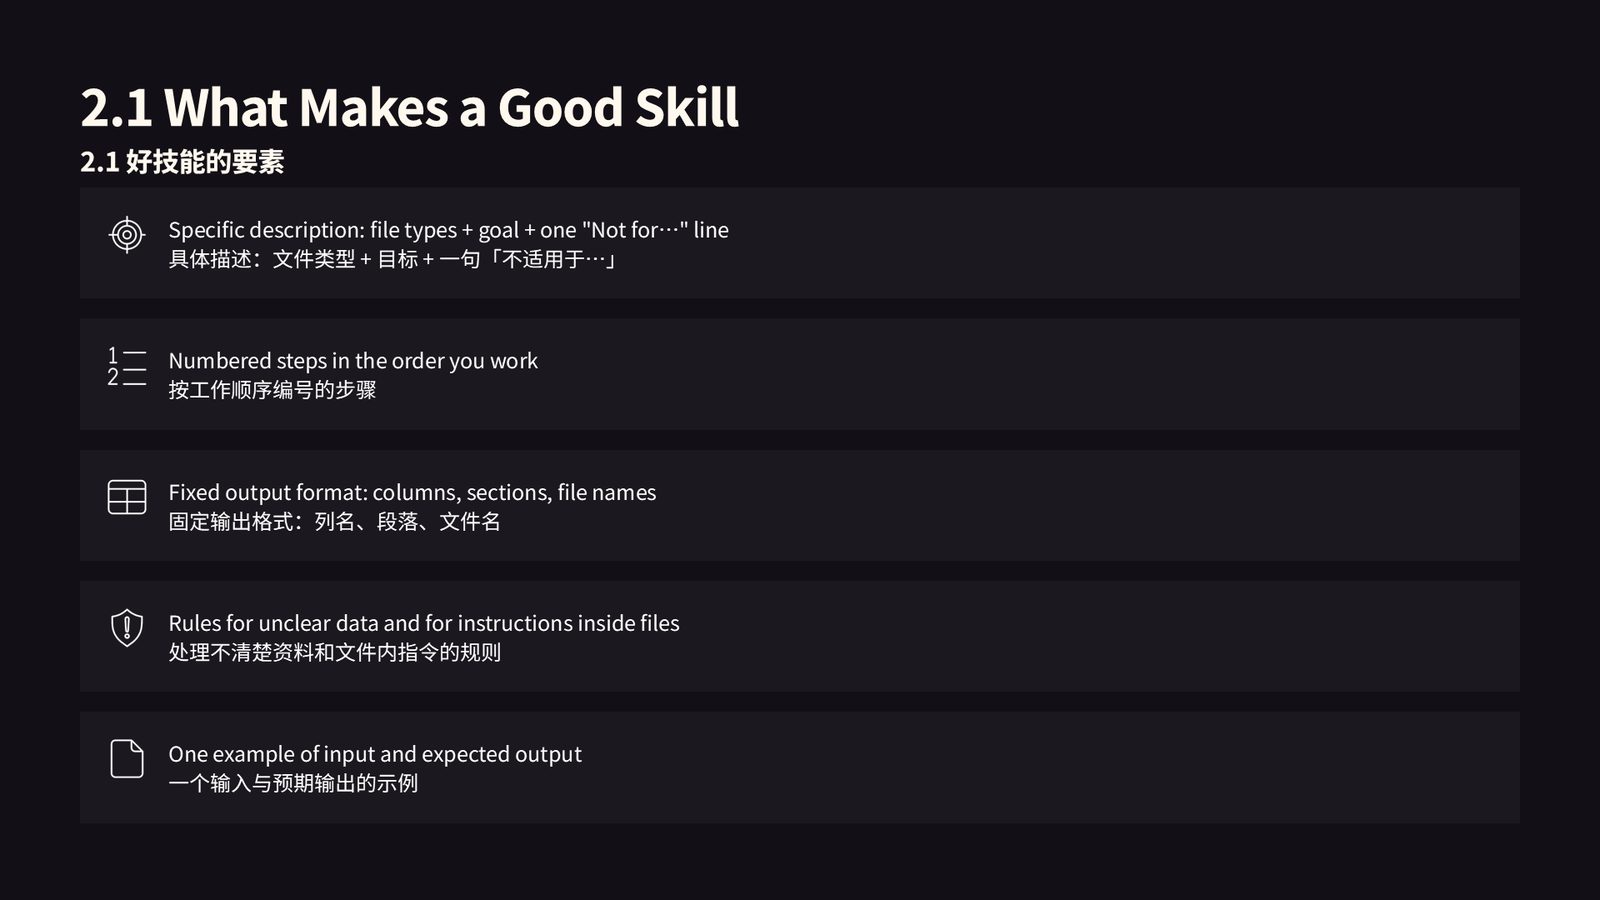 2.1 What Makes a Good Skill
2.1 好技能的要素
Specific description: file types + goal + one "Not for…" line
具体描述：文件类型 + 目标 + 一句「不适用于…」
1
2
Numbered steps in the order you work
按工作顺序编号的步骤
Fixed output format: columns, sections, file names
固定输出格式：列名、段落、文件名
Rules for unclear data and for instructions inside files
处理不清楚资料和文件内指令的规则
One example of input and expected output
一个输入与预期输出的示例